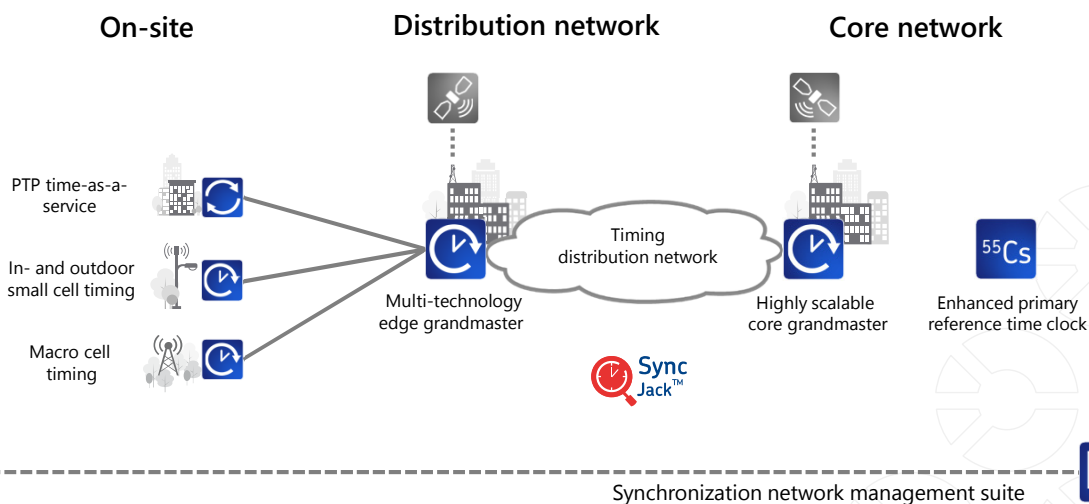 On-site
Distribution network
Core network
PTP time-as-a-
service
In- and outdoor
small cell timing
Macro cell
timing
Multi-technology
edge grandmaster
Timing
distribution network
Highly scalable
core grandmaster
55Cs
Enhanced primary
reference time clock
Sync
Jack™
Synchronization network management suite